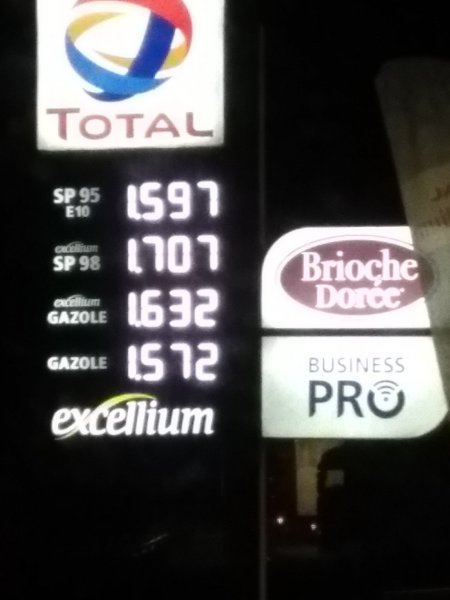 TOTAL
SP 95 1.597
E10
excellium
SP 98 1.707
excellium
GAZOLE 1.632
GAZOLE 1.572
excellium
Brioche
Dorée
BUSINESS
PRO